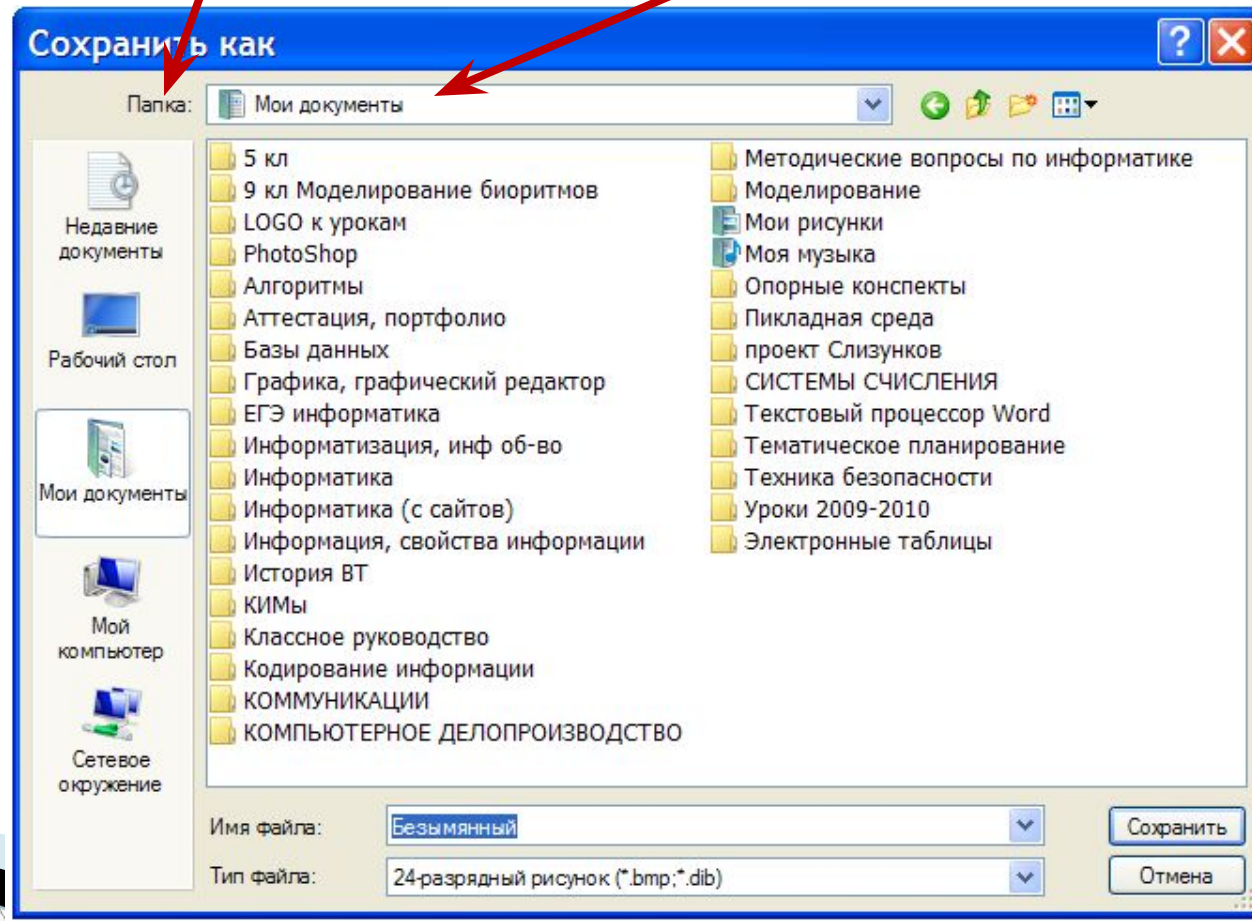 Сохранить как
Папка:
Мои документы
Недавние
документы
Рабочий стол
Мои документы
Мой
компьютер
Сетевое
окружение
5 кл
9 кл Моделирование биоритмов
LOGO к урокам
PhotoShop
Алгоритмы
Аттестация, портфолио
Базы данных
Графика, графический редактор
ЕГЭ информатика
Информатизация, инф об-во
Информатика
Информатика (с сайтов)
Информация, свойства информации
История ВТ
КИМы
Классное руководство
Кодирование информации
КОММУНИКАЦИИ
КОМПЬЮТЕРНОЕ ДЕЛОПРОИЗВОДСТВО
Методические вопросы по информатике
Моделирование
Мои рисунки
Моя музыка
Опорные конспекты
Пикладная среда
проект Слизунков
СИСТЕМЫ СЧИСЛЕНИЯ
Текстовый процессор Word
Тематическое планирование
Техника безопасности
Уроки 2009-2010
Электронные таблицы
Имя файла:
Безымянный
Сохранить
Тип файла:
24-разрядный рисунок (*.bmp;*.dib)
Отмена